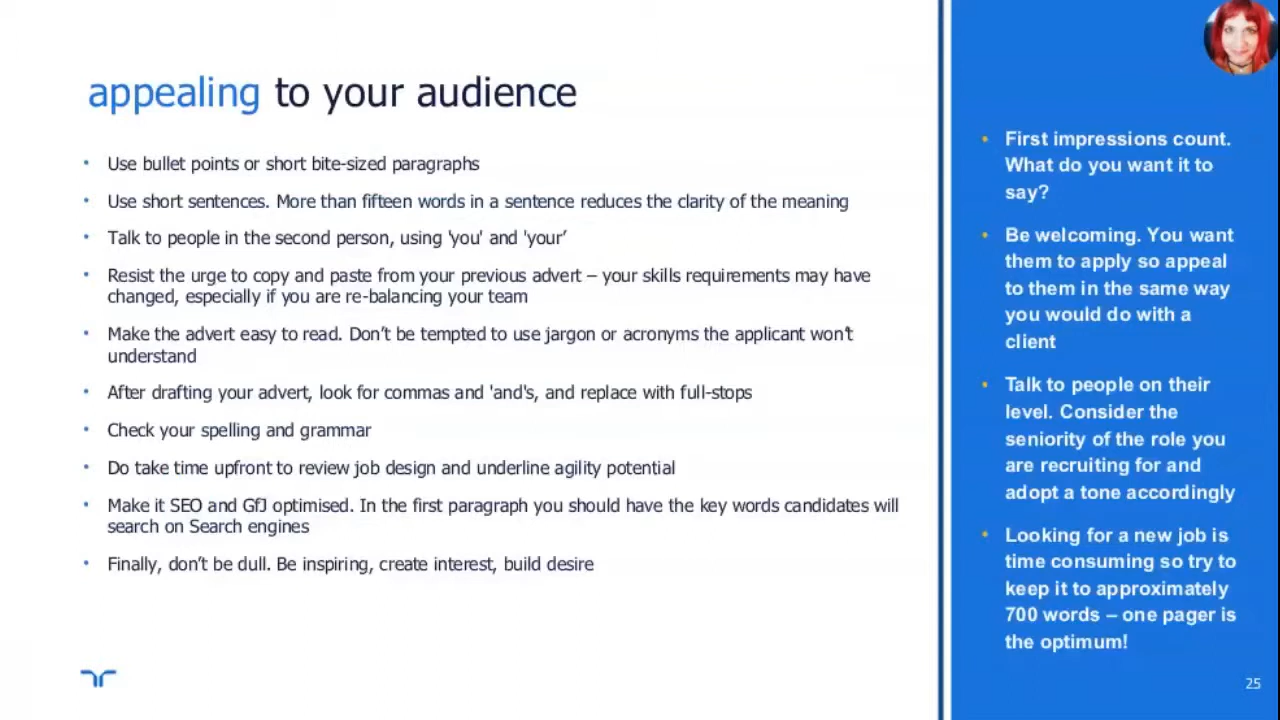 appealing to your audience
• Use bullet points or short bite-sized paragraphs
• Use short sentences. More than fifteen words in a sentence reduces the clarity of the meaning
• Talk to people in the second person, using 'you' and 'your’
• Resist the urge to copy and paste from your previous advert – your skills requirements may have
changed, especially if you are re-balancing your team
• Make the advert easy to read. Don’t be tempted to use jargon or acronyms the applicant won’t
understand
• After drafting your advert, look for commas and 'and's, and replace with full-stops
• Check your spelling and grammar
• Do take time upfront to review job design and underline agility potential
• Make it SEO and GfJ optimised. In the first paragraph you should have the key words candidates will
search on Search engines
• Finally, don’t be dull. Be inspiring, create interest, build desire
• First impressions count.
What do you want it to
say?
• Be welcoming. You want
them to apply so appeal
to them in the same way
you would do with a
client
• Talk to people on their
level. Consider the
seniority of the role you
are recruiting for and
adopt a tone accordingly
• Looking for a new job is
time consuming so try to
keep it to approximately
700 words – one pager is
the optimum!
25